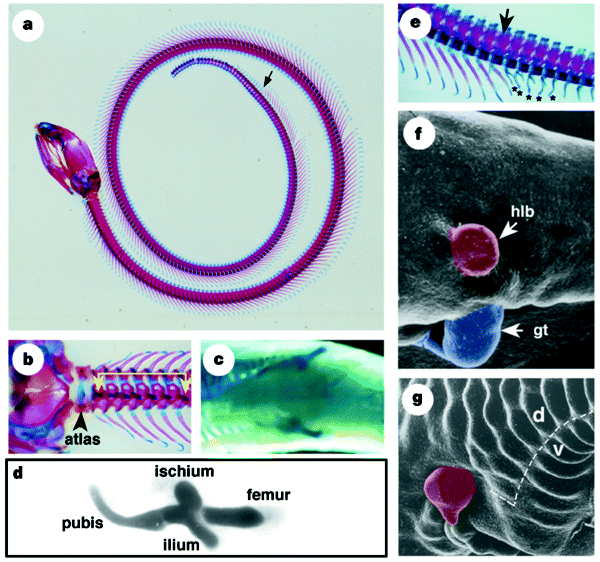 a
b
atlas
c
d
ischium
femur
pubis
ilium
e
*****
f
hlb
gt
g
d
v